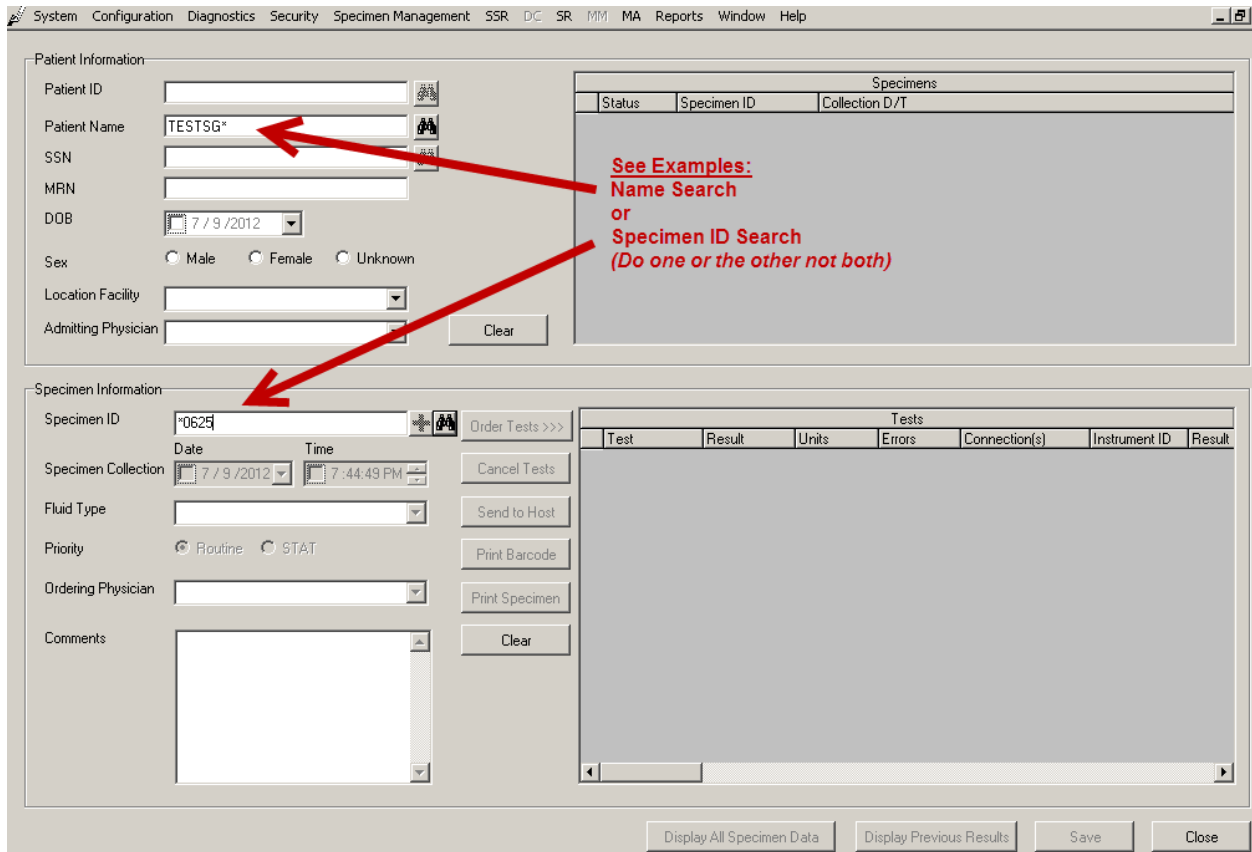 System Configuration Diagnostics Security Specimen Management SSR DC SR MM MA Reports Window Help
Patient Information
Patient ID
Patient Name TESTSG*
SSN
MRN
DOB 7 / 9 /2012
Sex Male Female Unknown
Location Facility
Admitting Physician Clear
Specimens
Status Specimen ID Collection D/T
See Examples:
Name Search
or
Specimen ID Search
(Do one or the other not both)
Specimen Information
Specimen ID *0625
Date Time
Specimen Collection 7 / 9 /2012 7 :44:49 PM
Fluid Type
Priority Routine STAT
Ordering Physician
Comments
Order Tests >>>
Cancel Tests
Send to Host
Print Barcode
Print Specimen
Clear
Tests
Test Result Units Errors Connection(s) Instrument ID Result
Display All Specimen Data Display Previous Results Save Close